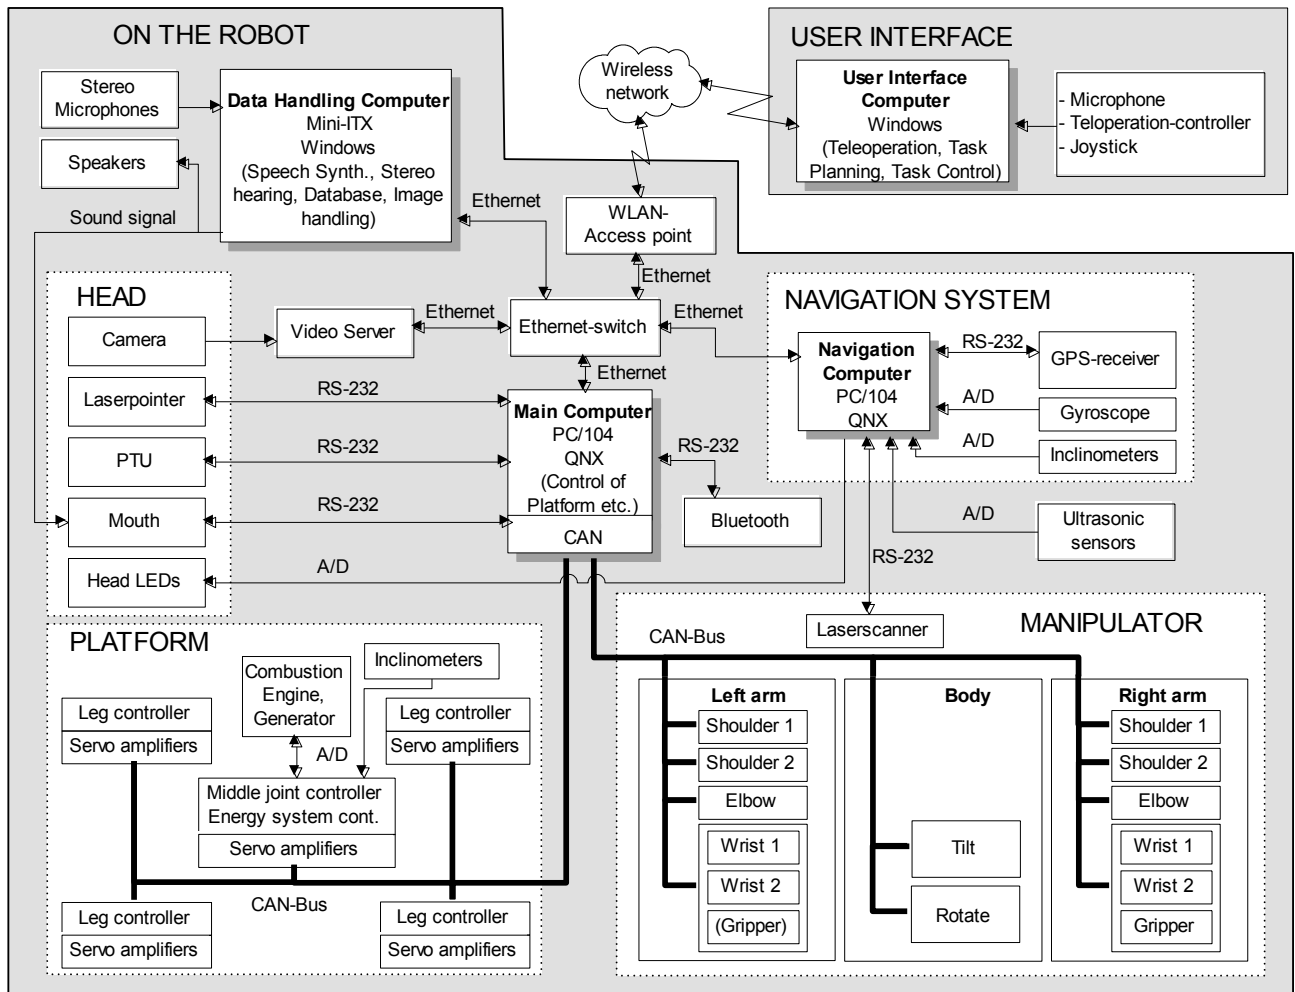 ON THE ROBOT
Stereo
Microphones
Speakers
Sound signal
Data Handling Computer
Mini-ITX
Windows
(Speech Synth., Stereo
hearing, Database, Image
handling)
Ethernet
Wireless
network
WLAN-
Access point
Ethernet
USER INTERFACE
User Interface
Computer
Windows
(Teleoperation, Task
Planning, Task Control)
- Microphone
- Teloperation-controller
- Joystick
HEAD
Camera
Laserpointer
PTU
Mouth
Head LEDs
Video Server
Ethernet
Ethernet-switch
Ethernet
Ethernet
RS-232
RS-232
RS-232
A/D
Main Computer
PC/104
QNX
(Control of
Platform etc.)
CAN
RS-232
Bluetooth
NAVIGATION SYSTEM
Navigation
Computer
PC/104
QNX
RS-232
GPS-receiver
A/D
Gyroscope
A/D
Inclinometers
A/D
Ultrasonic
sensors
RS-232
PLATFORM
Combustion
Engine,
Generator
Inclinometers
Leg controller
Servo amplifiers
Leg controller
Servo amplifiers
A/D
Middle joint controller
Energy system cont.
Servo amplifiers
CAN-Bus
Leg controller
Servo amplifiers
Leg controller
Servo amplifiers
MANIPULATOR
Laserscanner
CAN-Bus
Left arm
Shoulder 1
Shoulder 2
Elbow
Wrist 1
Wrist 2
(Gripper)
Body
Tilt
Rotate
Right arm
Shoulder 1
Shoulder 2
Elbow
Wrist 1
Wrist 2
Gripper